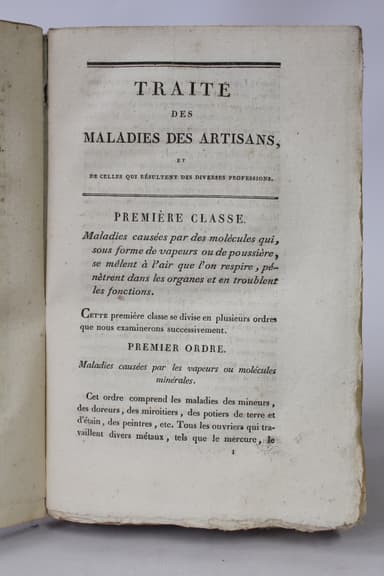 TRAITÉ
DES
MALADIES DES ARTISANS,
ET
DE CELLES QUI RÉSULTENT DES DIVERSES PROFESSIONS.
PREMIÈRE CLASSE.
Maladies causées par des molécules qui,
sous forme de vapeurs ou de poussière,
se mêlent à l'air que l'on respire, pé-
nètrent dans les organes et en troublent
les fonctions.
CETTE première classe se divise en plusieurs ordres
que nous examinerons successivement.
PREMIER ORDRE.
Maladies causées par les vapeurs ou molécules
minérales.
Cet ordre comprend les maladies des mineurs,
des doreurs, des miroitiers, des potiers de terre et
d'étain, des peintres, etc. Tous les ouvriers qui tra-
vaillent divers métaux, tels que le mercure, le
1